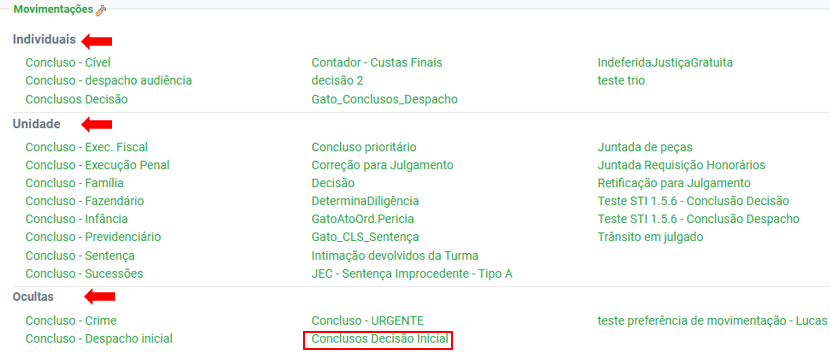 Movimentações
Individuais
Concluso - Cível
Contador - Custas Finais
IndeferidaJustiçaGratuita
Concluso - despacho audiência
decisão 2
teste trio
Conclusos Decisão
Gato_Conclusos_Despacho
Unidade
Concluso - Exec. Fiscal
Concluso prioritário
Juntada de peças
Concluso - Execução Penal
Correção para Julgamento
Juntada Requisição Honorários
Concluso - Família
Decisão
Retificação para Julgamento
Concluso - Fazendário
DeterminaDiligência
Teste STI 1.5.6 - Conclusão Decisão
Concluso - Infância
GatoAtoOrd.Pericia
Teste STI 1.5.6 - Conclusão Despacho
Concluso - Previdenciário
Gato_CLS_Sentença
Trânsito em julgado
Concluso - Sentença
Intimação devolvidos da Turma
Concluso - Sucessões
JEC - Sentença Improcedente - Tipo A
Ocultas
Concluso - Crime
Concluso - URGENTE
teste preferência de movimentação - Lucas
Concluso - Despacho inicial
Conclusos Decisão Inicial